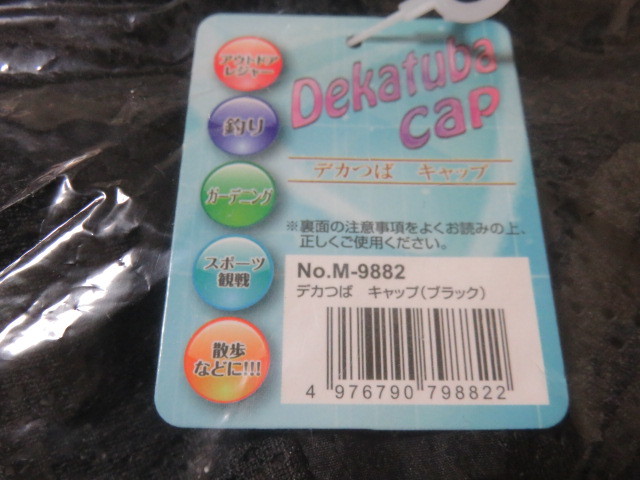 アウトドア
レジャー
釣り
ガーデニング
スポーツ
観戦
散歩
などに!!!
Dekatuba
cap
デカつば キャップ
※裏面の注意事項をよくお読みの上、
正しくご使用ください。
No.M-9882
デカつば キャップ(ブラック)
4 976790 798822